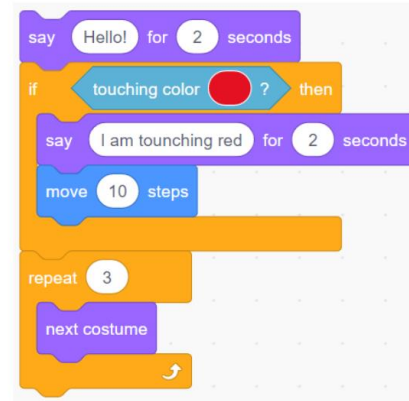 say Hello! for 2 seconds
if touching color ? then
say I am tounching red for 2 seconds
move 10 steps
repeat 3
next costume